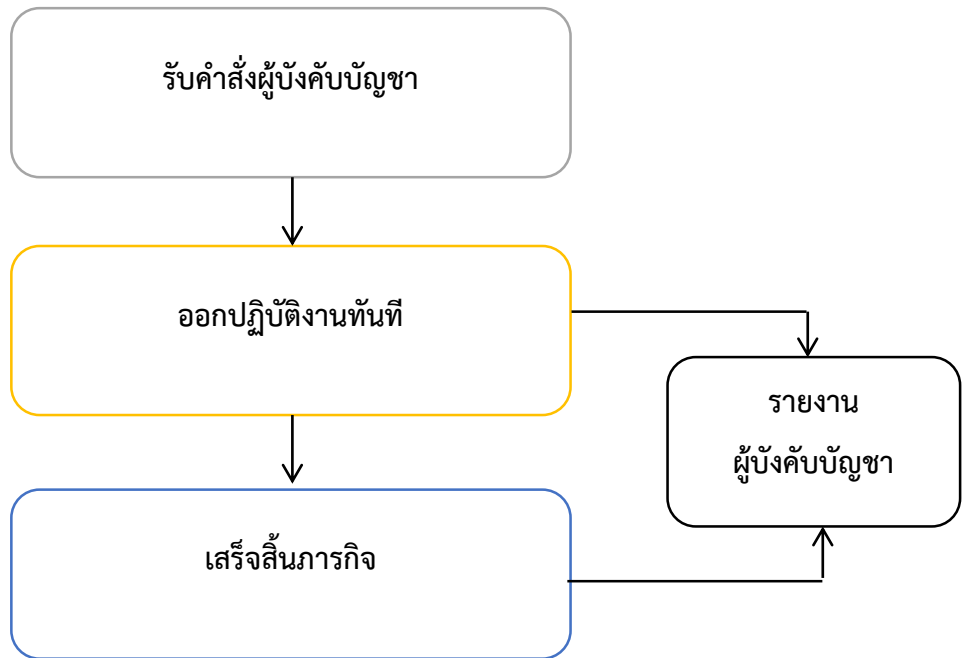 รับคำสั่งผู้บังคับบัญชา
ออกปฏิบัติงานทันที
รายงาน
ผู้บังคับบัญชา
เสร็จสิ้นภารกิจ